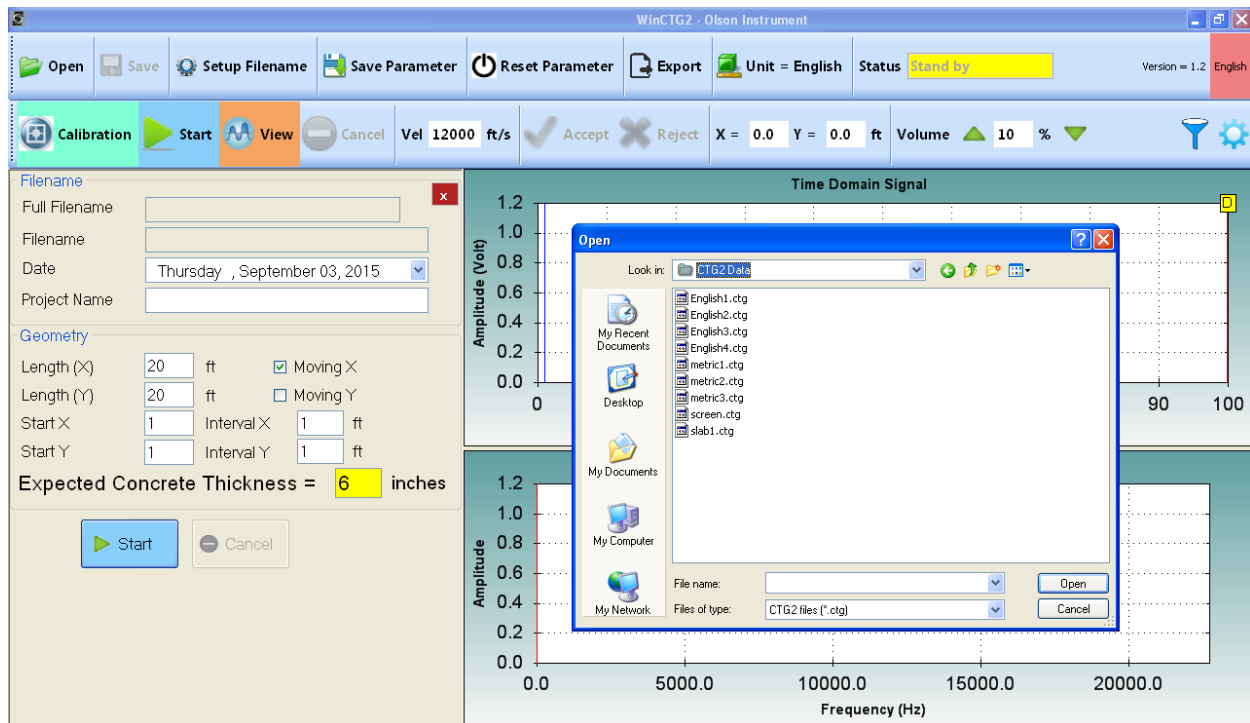 WinCTG2 - Olson Instrument
Open Save Setup Filename Save Parameter Reset Parameter Export Unit = English Status Stand by Version = 1.2 English
Calibration Start View Cancel Vel 12000 ft/s Accept Reject X = 0.0 Y = 0.0 ft Volume 10 %
Filename
x
Full Filename
Filename
Date Thursday , September 03, 2015
Project Name
Geometry
Length (X) 20 ft Moving X
Length (Y) 20 ft Moving Y
Start X 1 Interval X 1 ft
Start Y 1 Interval Y 1 ft
Expected Concrete Thickness = 6 inches
Start Cancel
Time Domain Signal
D
Amplitude (Volt)
1.2
1.0
0.8
0.6
0.4
0.2
0.0
0 90 100
Open
Look in: CTG2 Data
My Recent Documents
Desktop
My Documents
My Computer
My Network
English1.ctg
English2.ctg
English3.ctg
English4.ctg
metric1.ctg
metric2.ctg
metric3.ctg
screen.ctg
slab1.ctg
File name: Open
Files of type: CTG2 files (*.ctg) Cancel
Amplitude
1.2
1.0
0.8
0.6
0.4
0.2
0.0
0.0 5000.0 10000.0 15000.0 20000.0
Frequency (Hz)